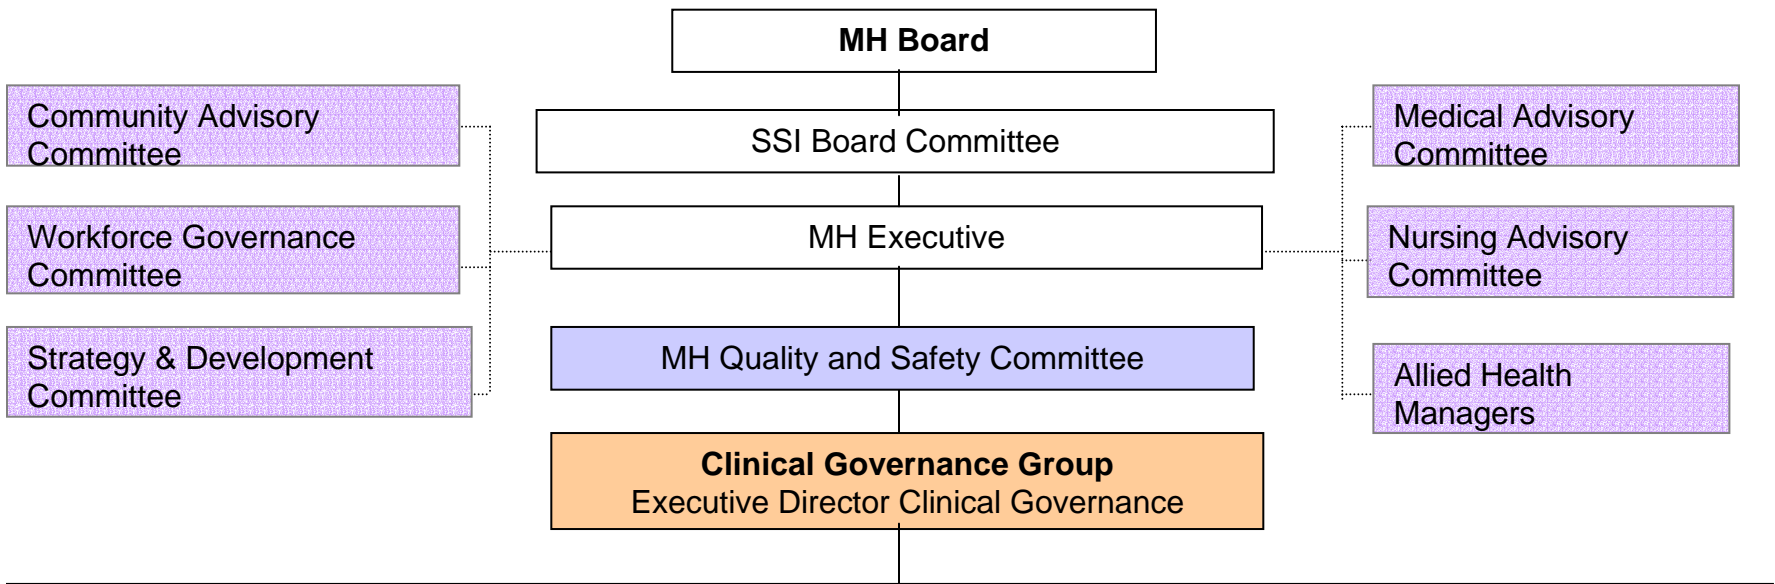 MH Board
Community Advisory
Committee
SSI Board Committee
Medical Advisory
Committee
Workforce Governance
Committee
MH Executive
Nursing Advisory
Committee
Strategy & Development
Committee
MH Quality and Safety Committee
Allied Health
Managers
Clinical Governance Group
Executive Director Clinical Governance